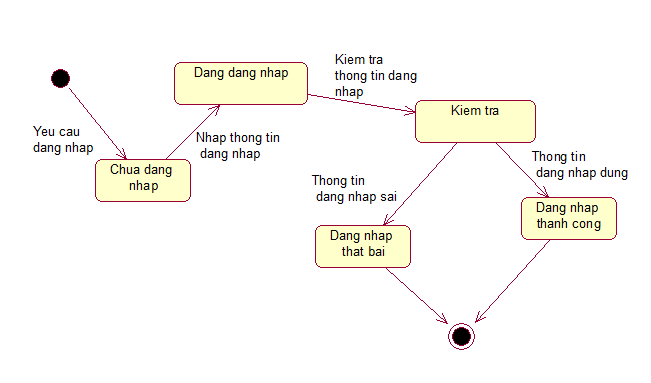 Yeu cau
dang nhap
Chua dang
nhap
Nhap thong tin
dang nhap
Dang dang nhap
Kiem tra
thong tin dang
nhap
Kiem tra
Thong tin
dang nhap sai
Thong tin
dang nhap dung
Dang nhap
that bai
Dang nhap
thanh cong